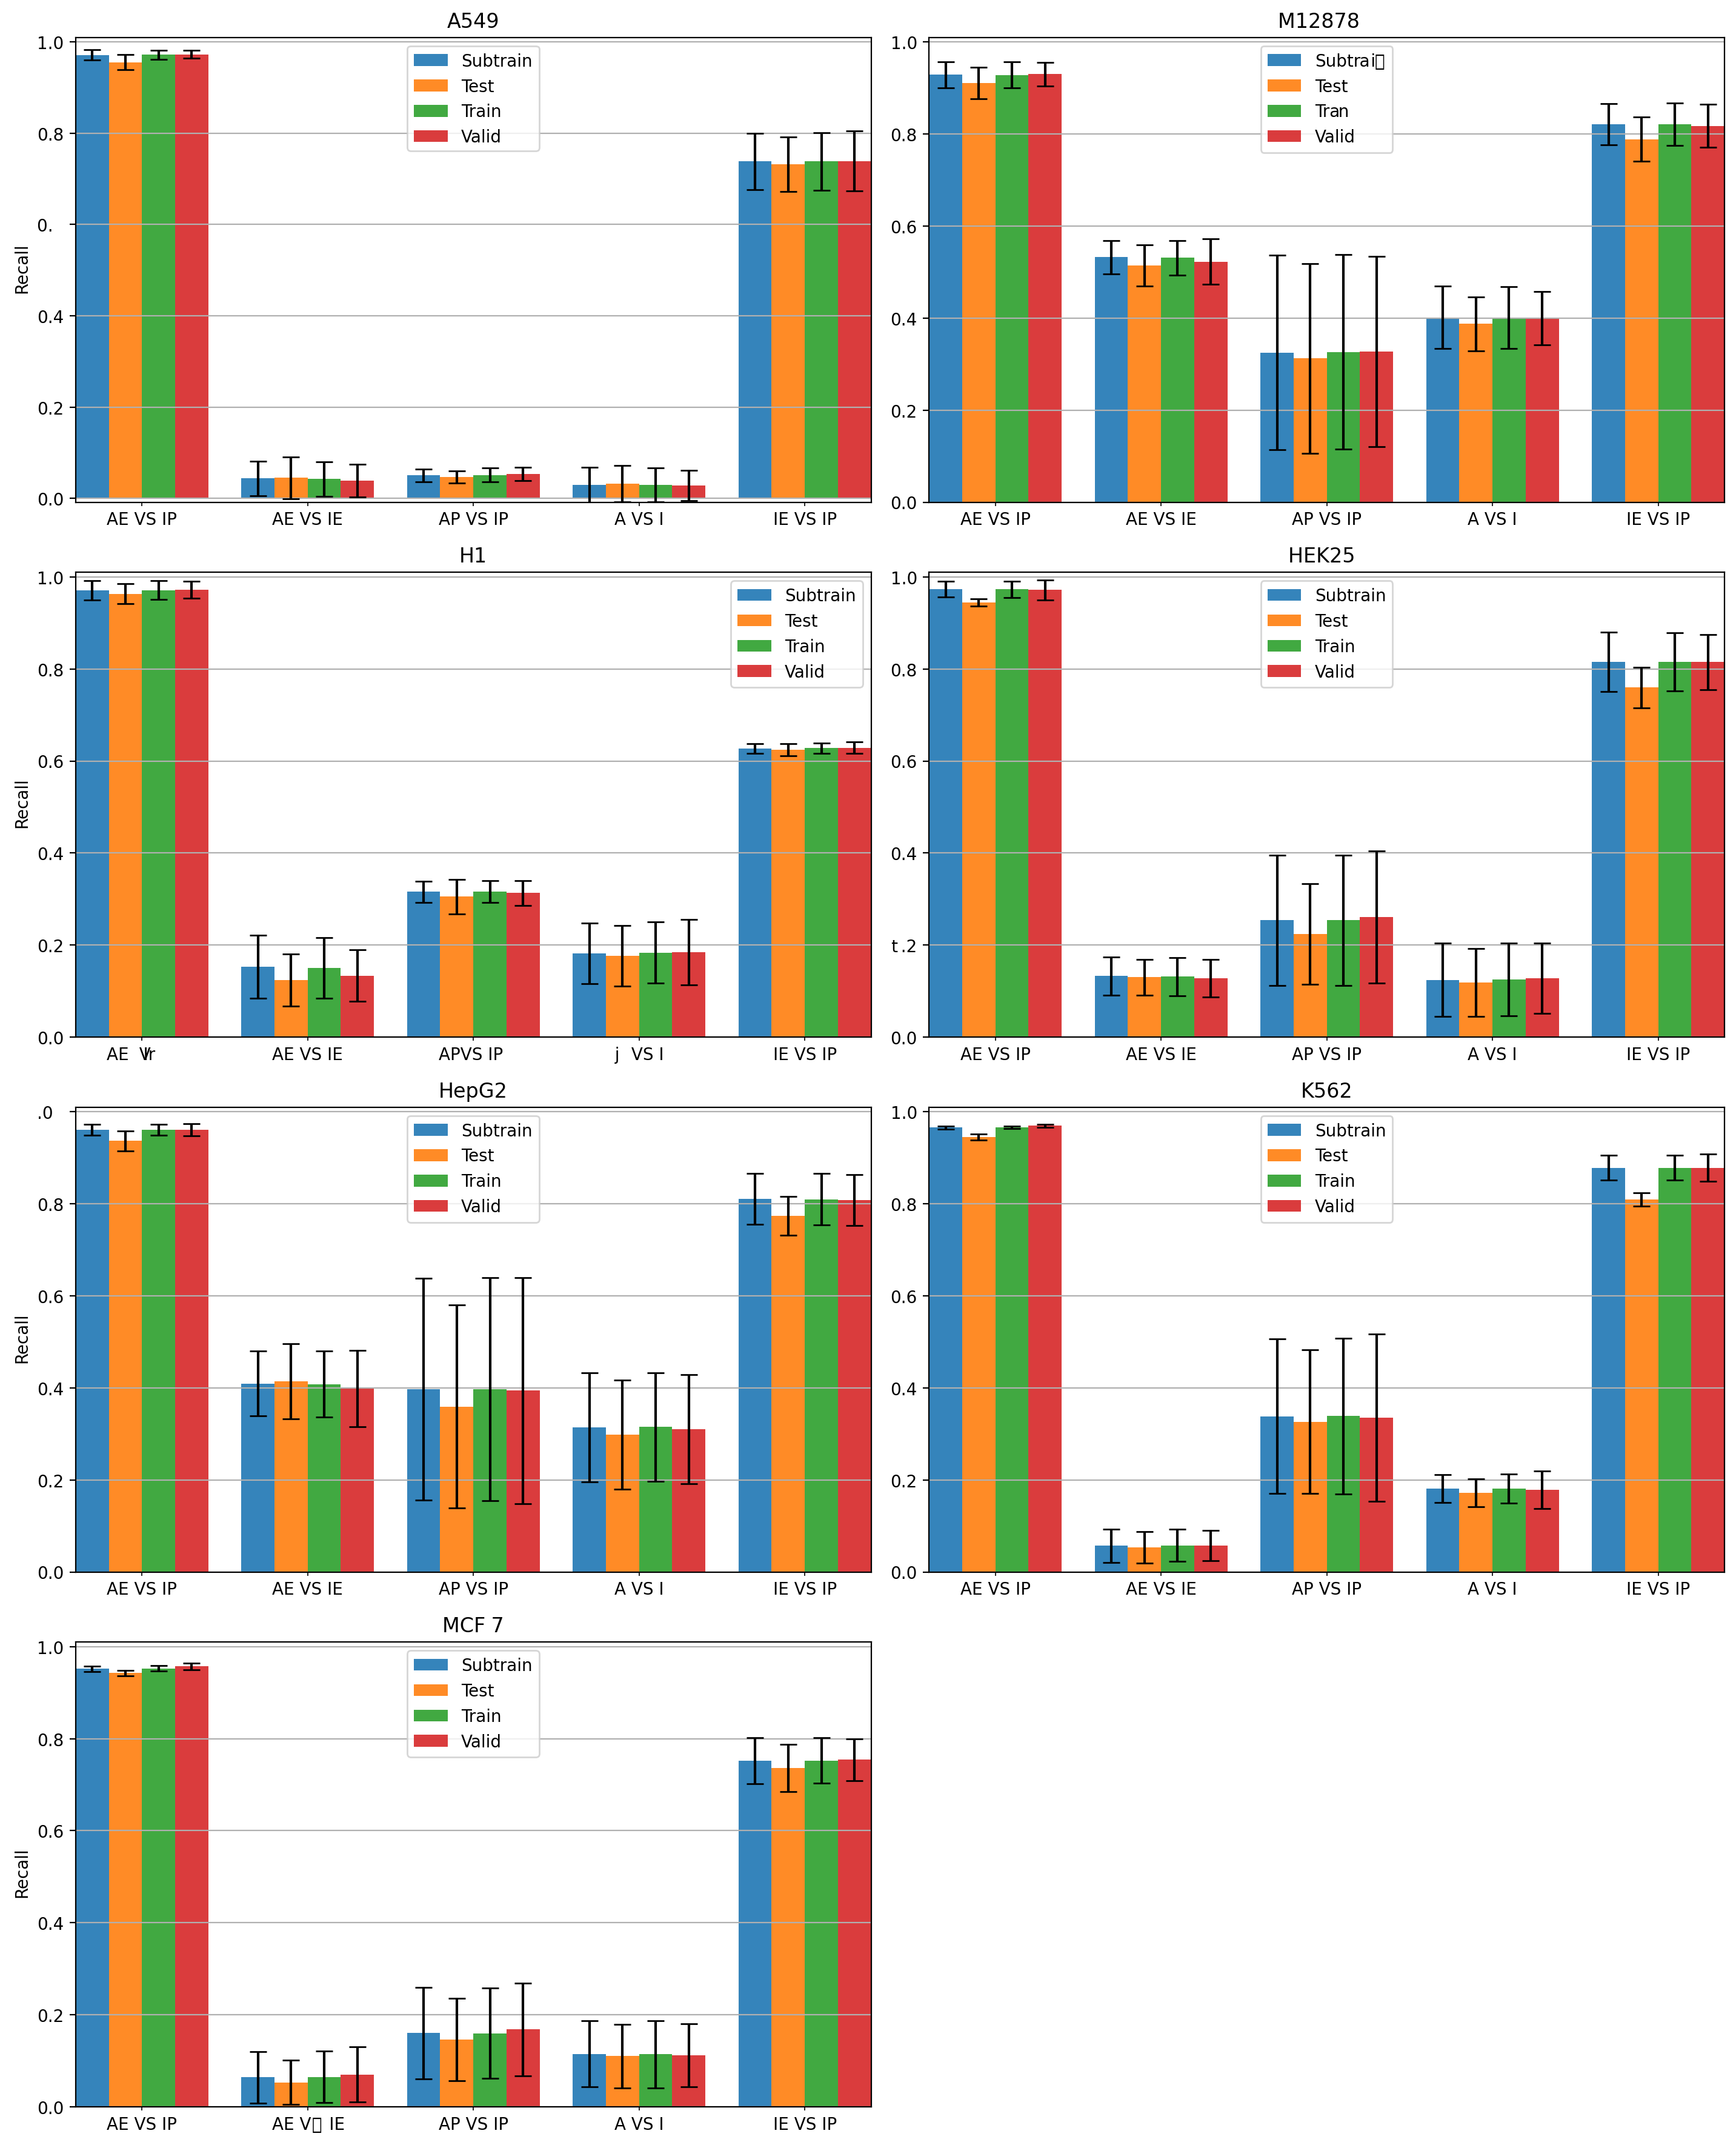 A549
Recall
1.0
0.8
0.
0.4
0.2
0.0
Subtrain
Test
Train
Valid
AE VS IP
AE VS IE
AP VS IP
A VS I
IE VS IP
M12878
1.0
0.8
0.6
0.4
0.2
0.0
Subtrai
Test
Tran
Valid
AE VS IP
AE VS IE
AP VS IP
A VS I
IE VS IP
H1
Recall
1.0
0.8
0.6
0.4
0.2
0.0
Subtrain
Test
Train
Valid
AE
AE VS IE
APVS IP
j VS I
IE VS IP
HEK25
1.0
0.8
0.6
0.4
t.2
0.0
Subtrain
Test
Train
Valid
AE VS IP
AE VS IE
AP VS IP
A VS I
IE VS IP
HepG2
Recall
.0
0.8
0.6
0.4
0.2
0.0
Subtrain
Test
Train
Valid
AE VS IP
AE VS IE
AP VS IP
A VS I
IE VS IP
K562
1.0
0.8
0.6
0.4
0.2
0.0
Subtrain
Test
Train
Valid
AE VS IP
AE VS IE
AP VS IP
A VS I
IE VS IP
MCF 7
Recall
1.0
0.8
0.6
0.4
0.2
0.0
Subtrain
Test
Train
Valid
AE VS IP
AE V▯ IE
AP VS IP
A VS I
IE VS IP